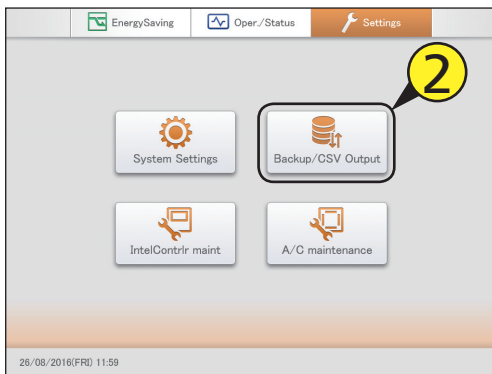 EnergySaving
Oper./Status
Settings
2
System Settings
Backup/CSV Output
IntelContrlr maint
A/C maintenance
26/08/2016(FRI) 11:59